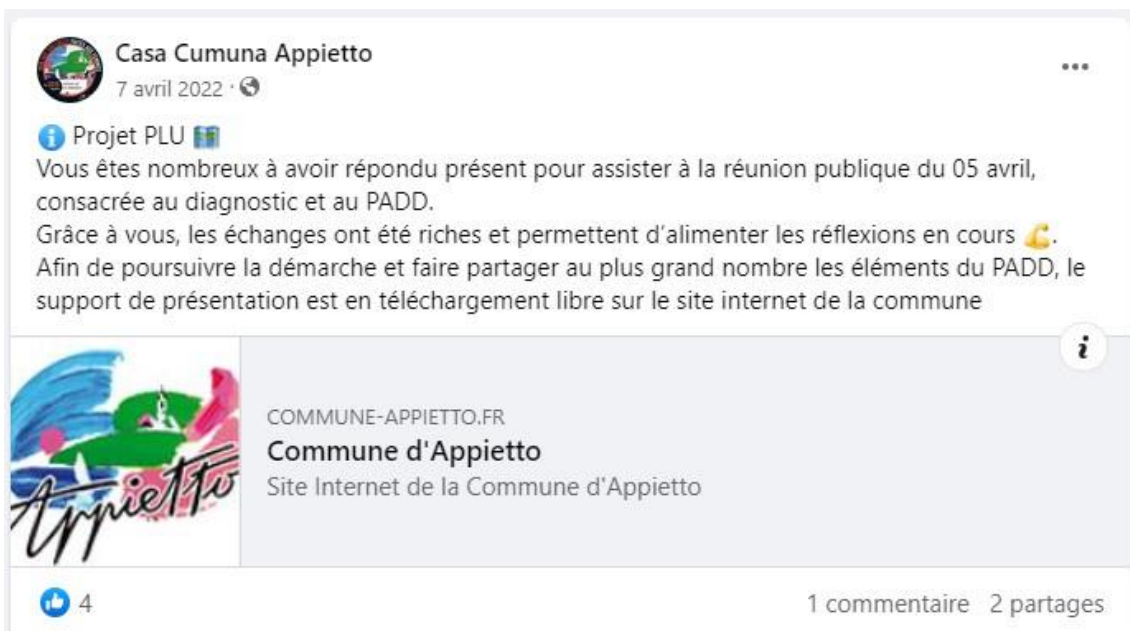 Casa Cumuna Appietto
7 avril 2022 ·
Projet PLU
Vous êtes nombreux à avoir répondu présent pour assister à la réunion publique du 05 avril,
consacrée au diagnostic et au PADD.
Grâce à vous, les échanges ont été riches et permettent d'alimenter les réflexions en cours 💪.
Afin de poursuivre la démarche et faire partager au plus grand nombre les éléments du PADD, le
support de présentation est en téléchargement libre sur le site internet de la commune
Appietto
COMMUNE-APPIETTO.FR
Commune d'Appietto
Site Internet de la Commune d'Appietto
4
1 commentaire 2 partages